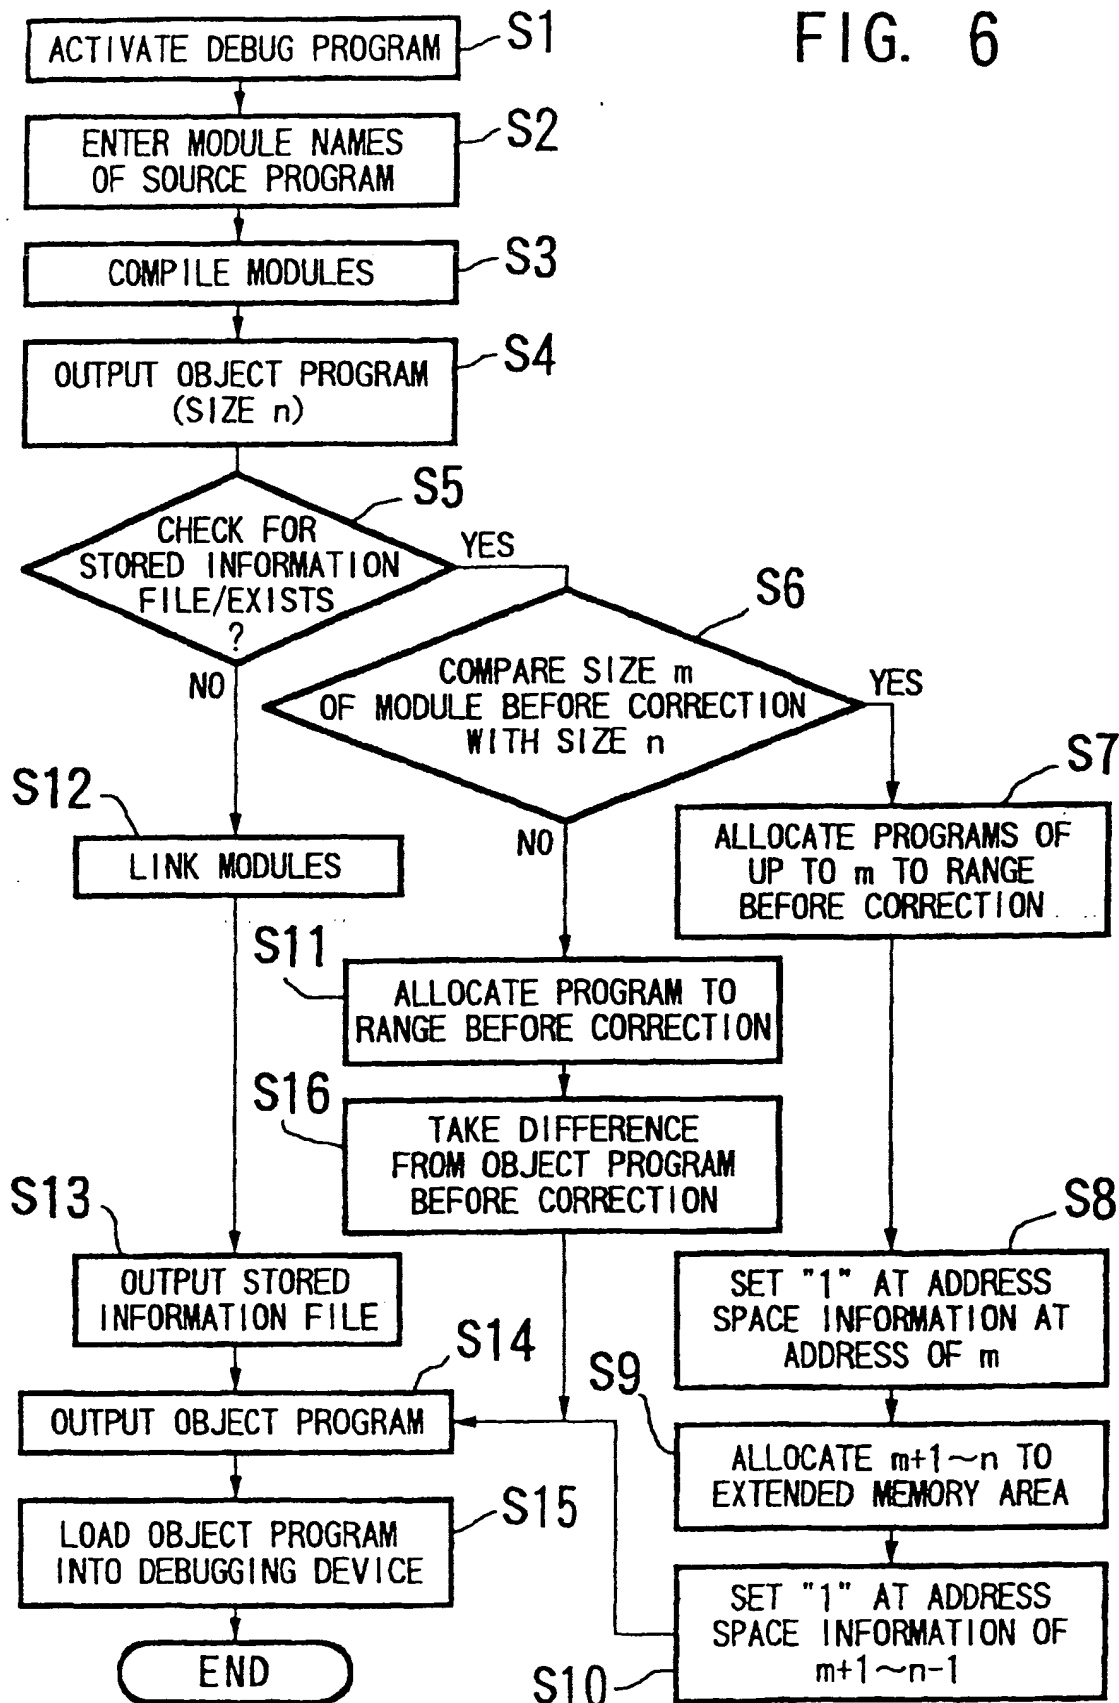 FIG. 6
ACTIVATE DEBUG PROGRAM
S1
ENTER MODULE NAMES
OF SOURCE PROGRAM
S2
COMPILE MODULES
S3
OUTPUT OBJECT PROGRAM
(SIZE n)
S4
CHECK FOR
STORED INFORMATION
FILE/EXISTS
?
S5
YES
NO
COMPARE SIZE m
OF MODULE BEFORE CORRECTION
WITH SIZE n
S6
YES
NO
S7
ALLOCATE PROGRAMS OF
UP TO m TO RANGE
BEFORE CORRECTION
S12
LINK MODULES
S11
ALLOCATE PROGRAM TO
RANGE BEFORE CORRECTION
S16
TAKE DIFFERENCE
FROM OBJECT PROGRAM
BEFORE CORRECTION
S13
OUTPUT STORED
INFORMATION FILE
S8
SET "1" AT ADDRESS
SPACE INFORMATION AT
ADDRESS OF m
S14
OUTPUT OBJECT PROGRAM
S9
ALLOCATE m+1~n TO
EXTENDED MEMORY AREA
S15
LOAD OBJECT PROGRAM
INTO DEBUGGING DEVICE
SET "1" AT ADDRESS
SPACE INFORMATION OF
m+1~n-1
S10
END